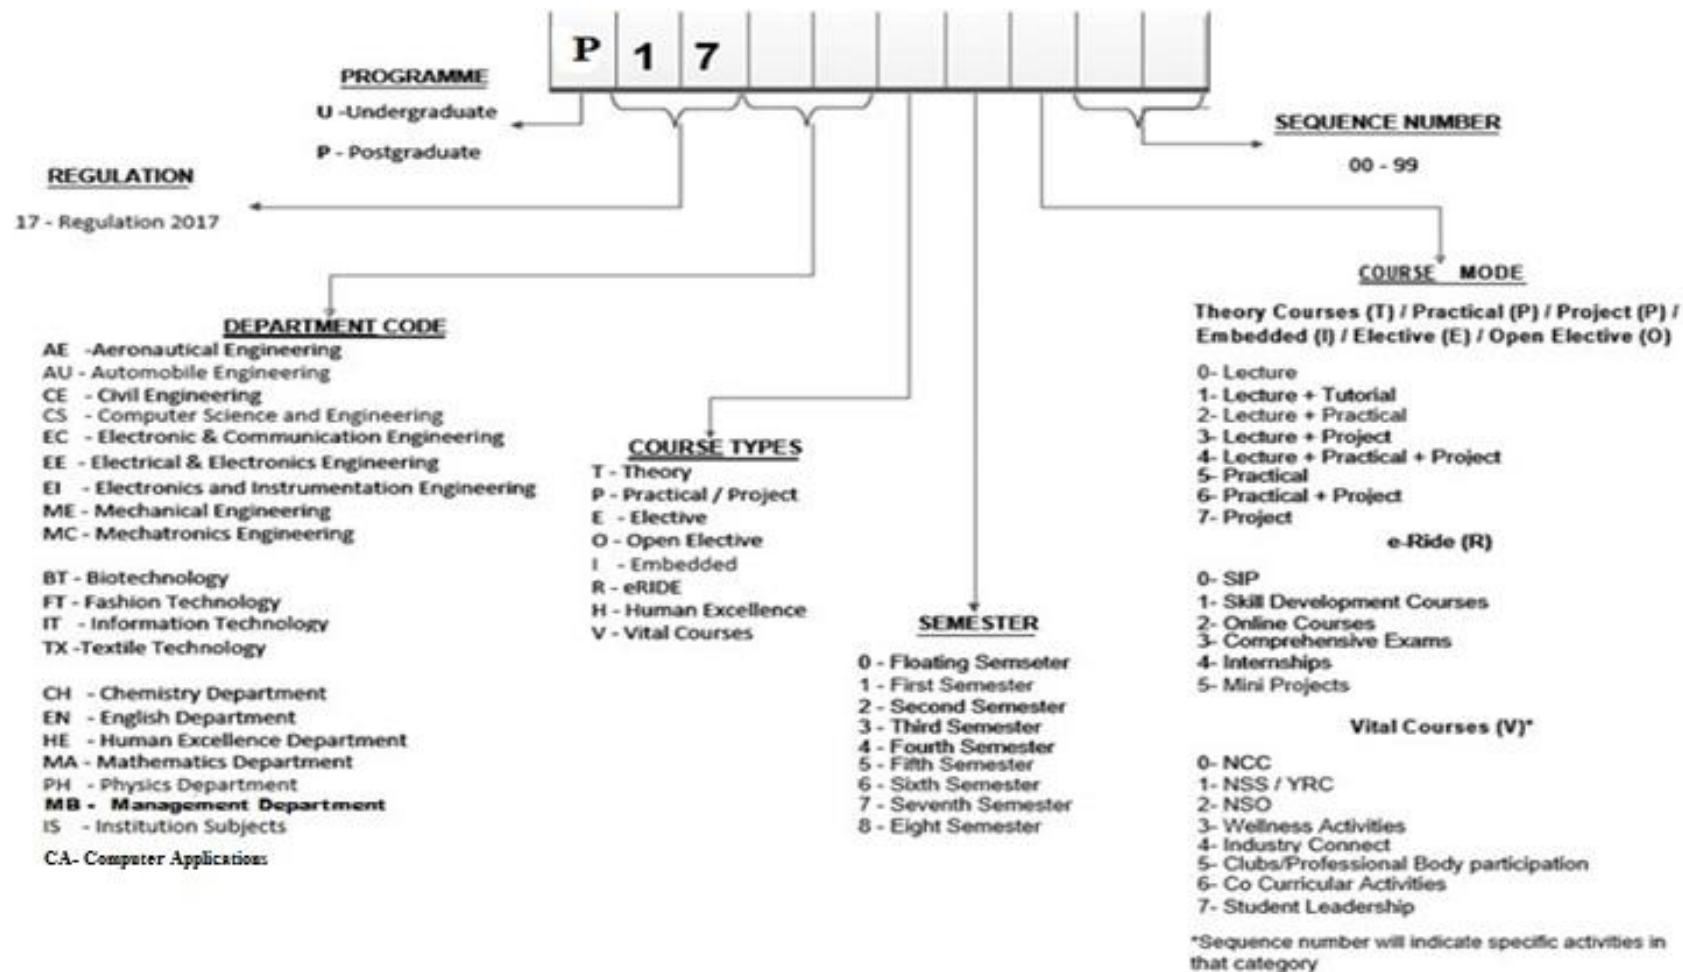 P 1 7
PROGRAMME
U -Undergraduate
P - Postgraduate
REGULATION
17 - Regulation 2017
SEQUENCE NUMBER
00 - 99
DEPARTMENT CODE
AE -Aeronautical Engineering
AU - Automobile Engineering
CE - Civil Engineering
CS - Computer Science and Engineering
EC - Electronic & Communication Engineering
EE - Electrical & Electronics Engineering
EI - Electronics and Instrumentation Engineering
ME - Mechanical Engineering
MC - Mechatronics Engineering
BT - Biotechnology
FT - Fashion Technology
IT - Information Technology
TX -Textile Technology
CH - Chemistry Department
EN - English Department
HE - Human Excellence Department
MA - Mathematics Department
PH - Physics Department
MB - Management Department
IS - Institution Subjects
CA- Computer Applications
COURSE TYPES
T - Theory
P - Practical / Project
E - Elective
O - Open Elective
I - Embedded
R - eRIDE
H - Human Excellence
V - Vital Courses
SEMESTER
0 - Floating Semseter
1 - First Semester
2 - Second Semester
3 - Third Semester
4 - Fourth Semester
5 - Fifth Semester
6 - Sixth Semester
7 - Seventh Semester
8 - Eight Semester
COURSE MODE
Theory Courses (T) / Practical (P) / Project (P) /
Embedded (I) / Elective (E) / Open Elective (O)
0- Lecture
1- Lecture + Tutorial
2- Lecture + Practical
3- Lecture + Project
4- Lecture + Practical + Project
5- Practical
6- Practical + Project
7- Project
e-Ride (R)
0- SIP
1- Skill Development Courses
2- Online Courses
3- Comprehensive Exams
4- Internships
5- Mini Projects
Vital Courses (V)*
0- NCC
1- NSS / YRC
2- NSO
3- Wellness Activities
4- Industry Connect
5- Clubs/Professional Body participation
6- Co Curricular Activities
7- Student Leadership
*Sequence number will indicate specific activities in
that category